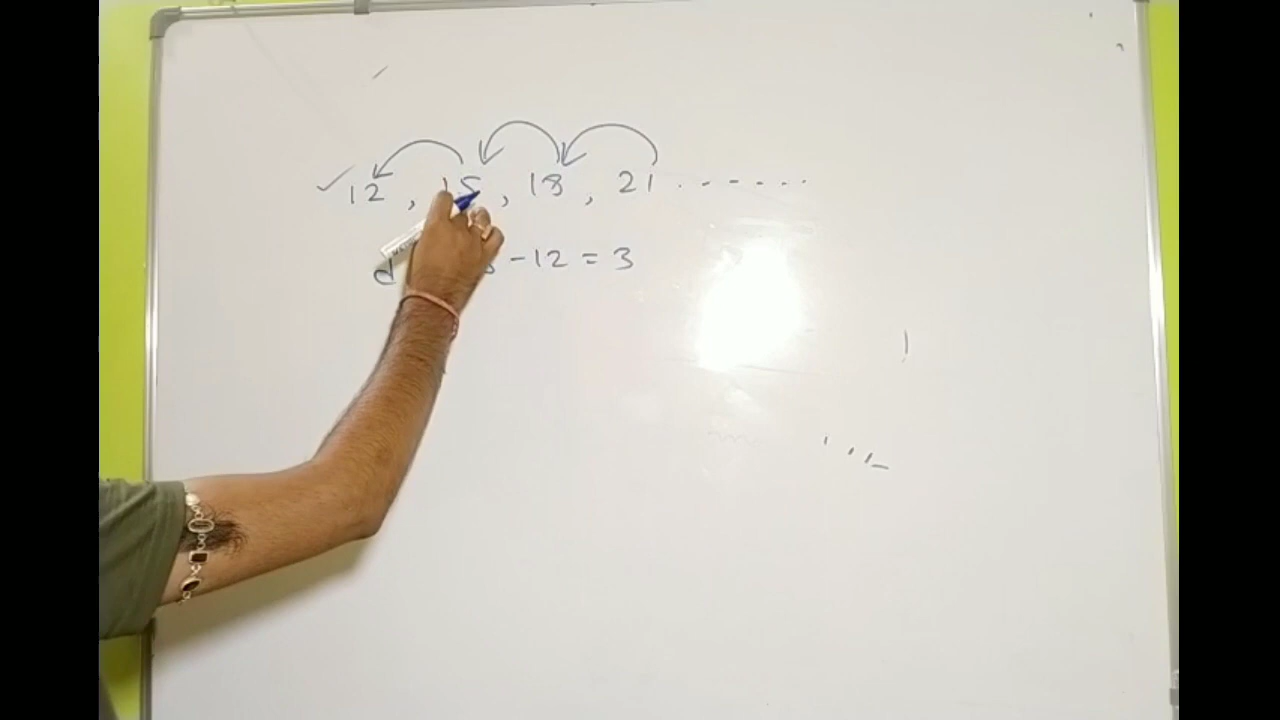 12 , 15 , 18 , 21 . - - - - - -
d - 12 = 3